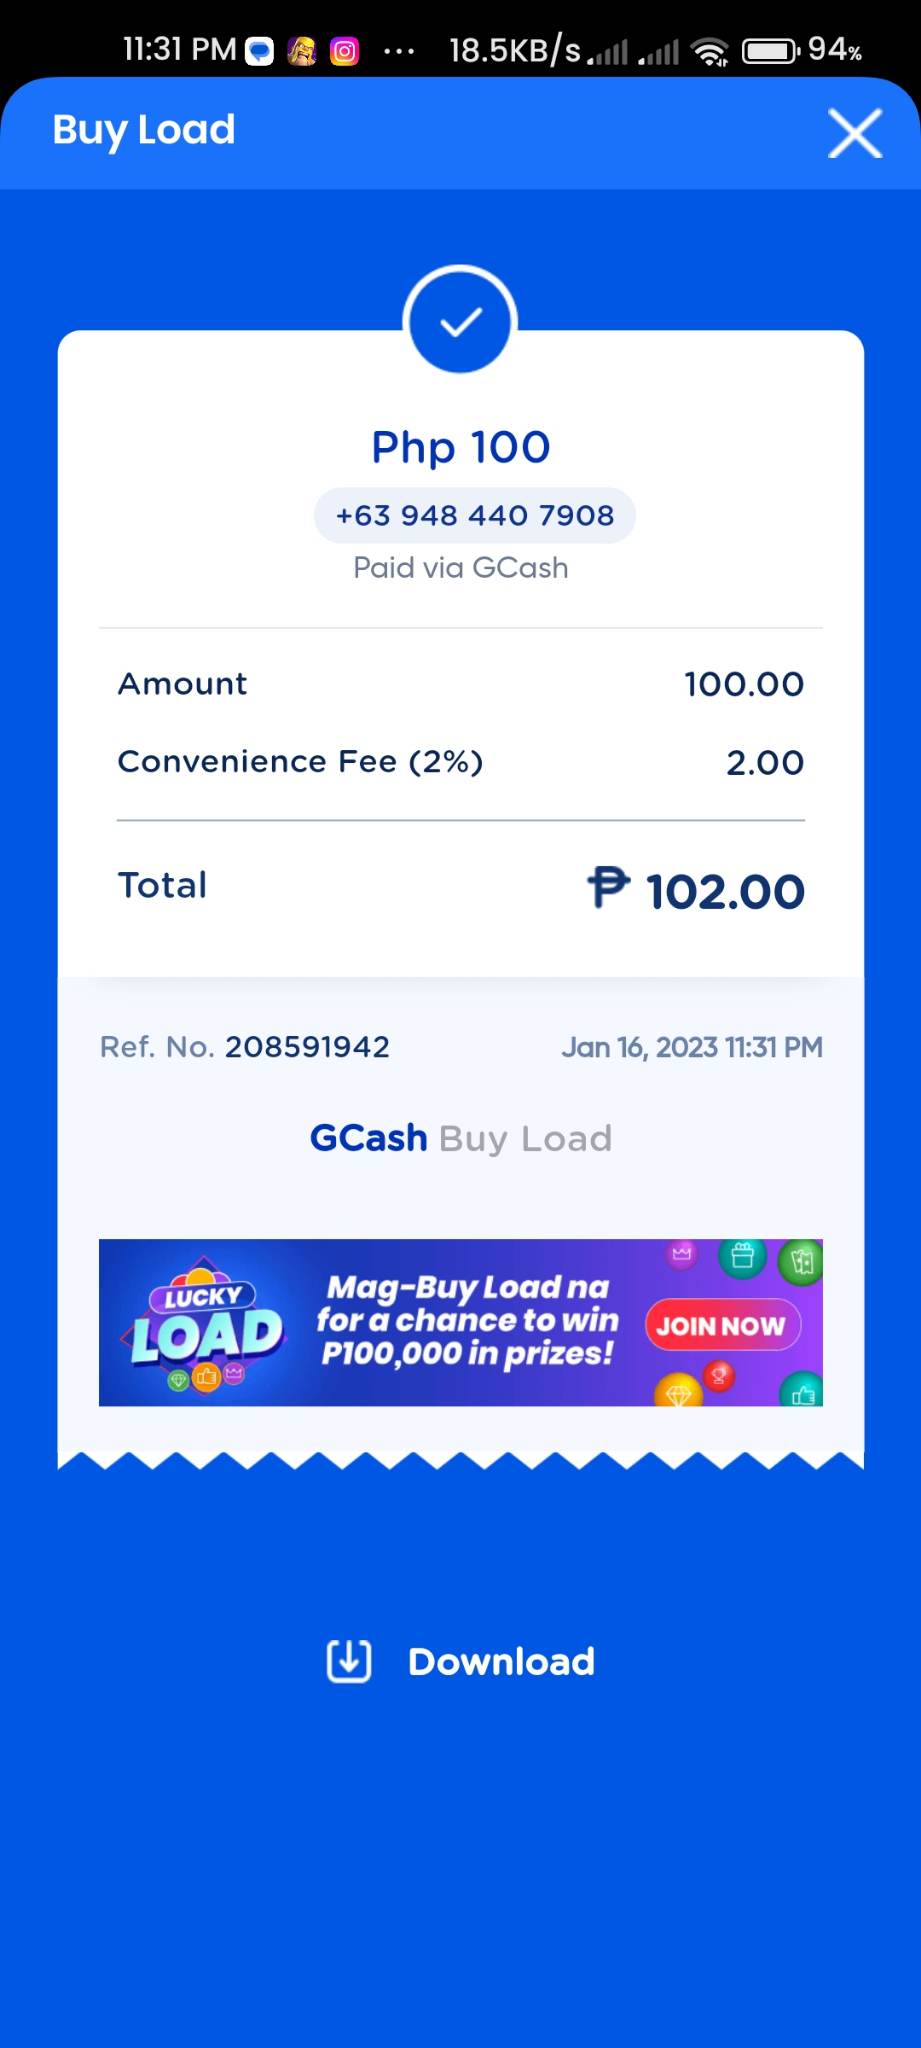 11:31 PM ... 18.5KB/s 94%
Buy Load
Php 100
+63 948 440 7908
Paid via GCash
Amount 100.00
Convenience Fee (2%) 2.00
Total ₱ 102.00
Ref. No. 208591942 Jan 16, 2023 11:31 PM
GCash Buy Load
LUCKY
LOAD
Mag-Buy Load na
for a chance to win
P100,000 in prizes!
JOIN NOW
Download